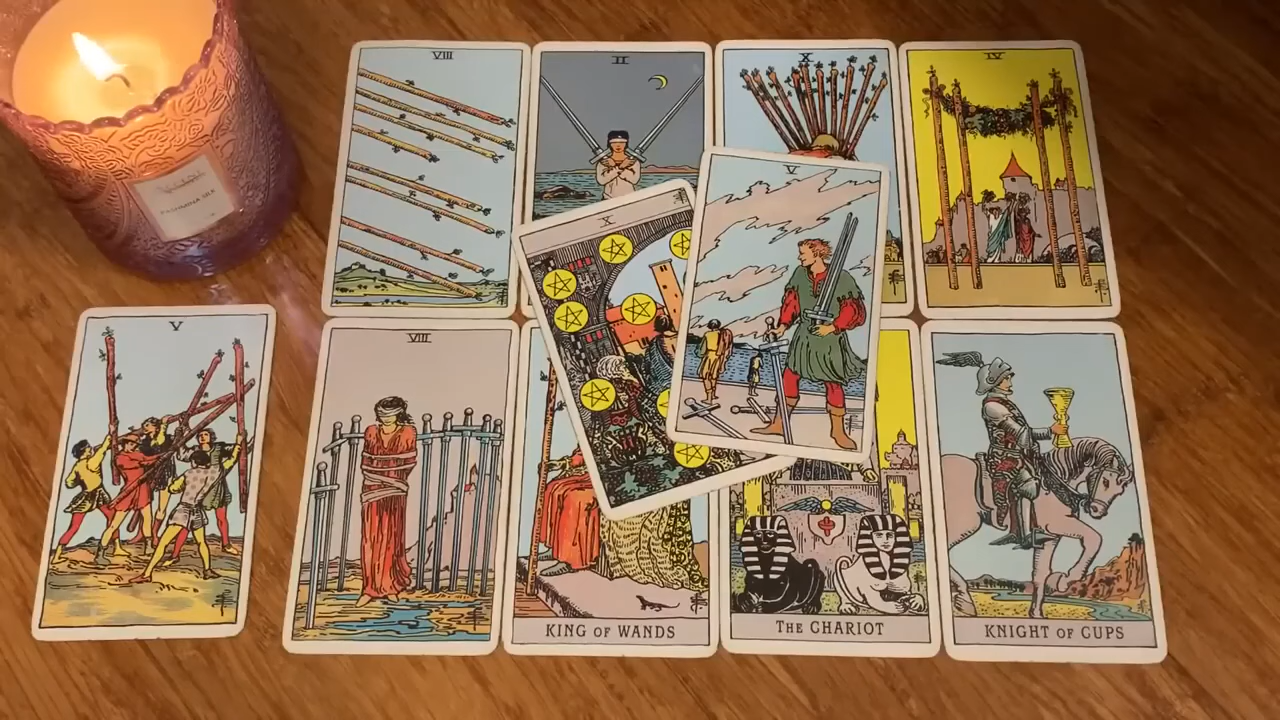 VIII
II
X
IV
X
V
V
VIII
KING OF WANDS
THE CHARIOT
KNIGHT OF CUPS